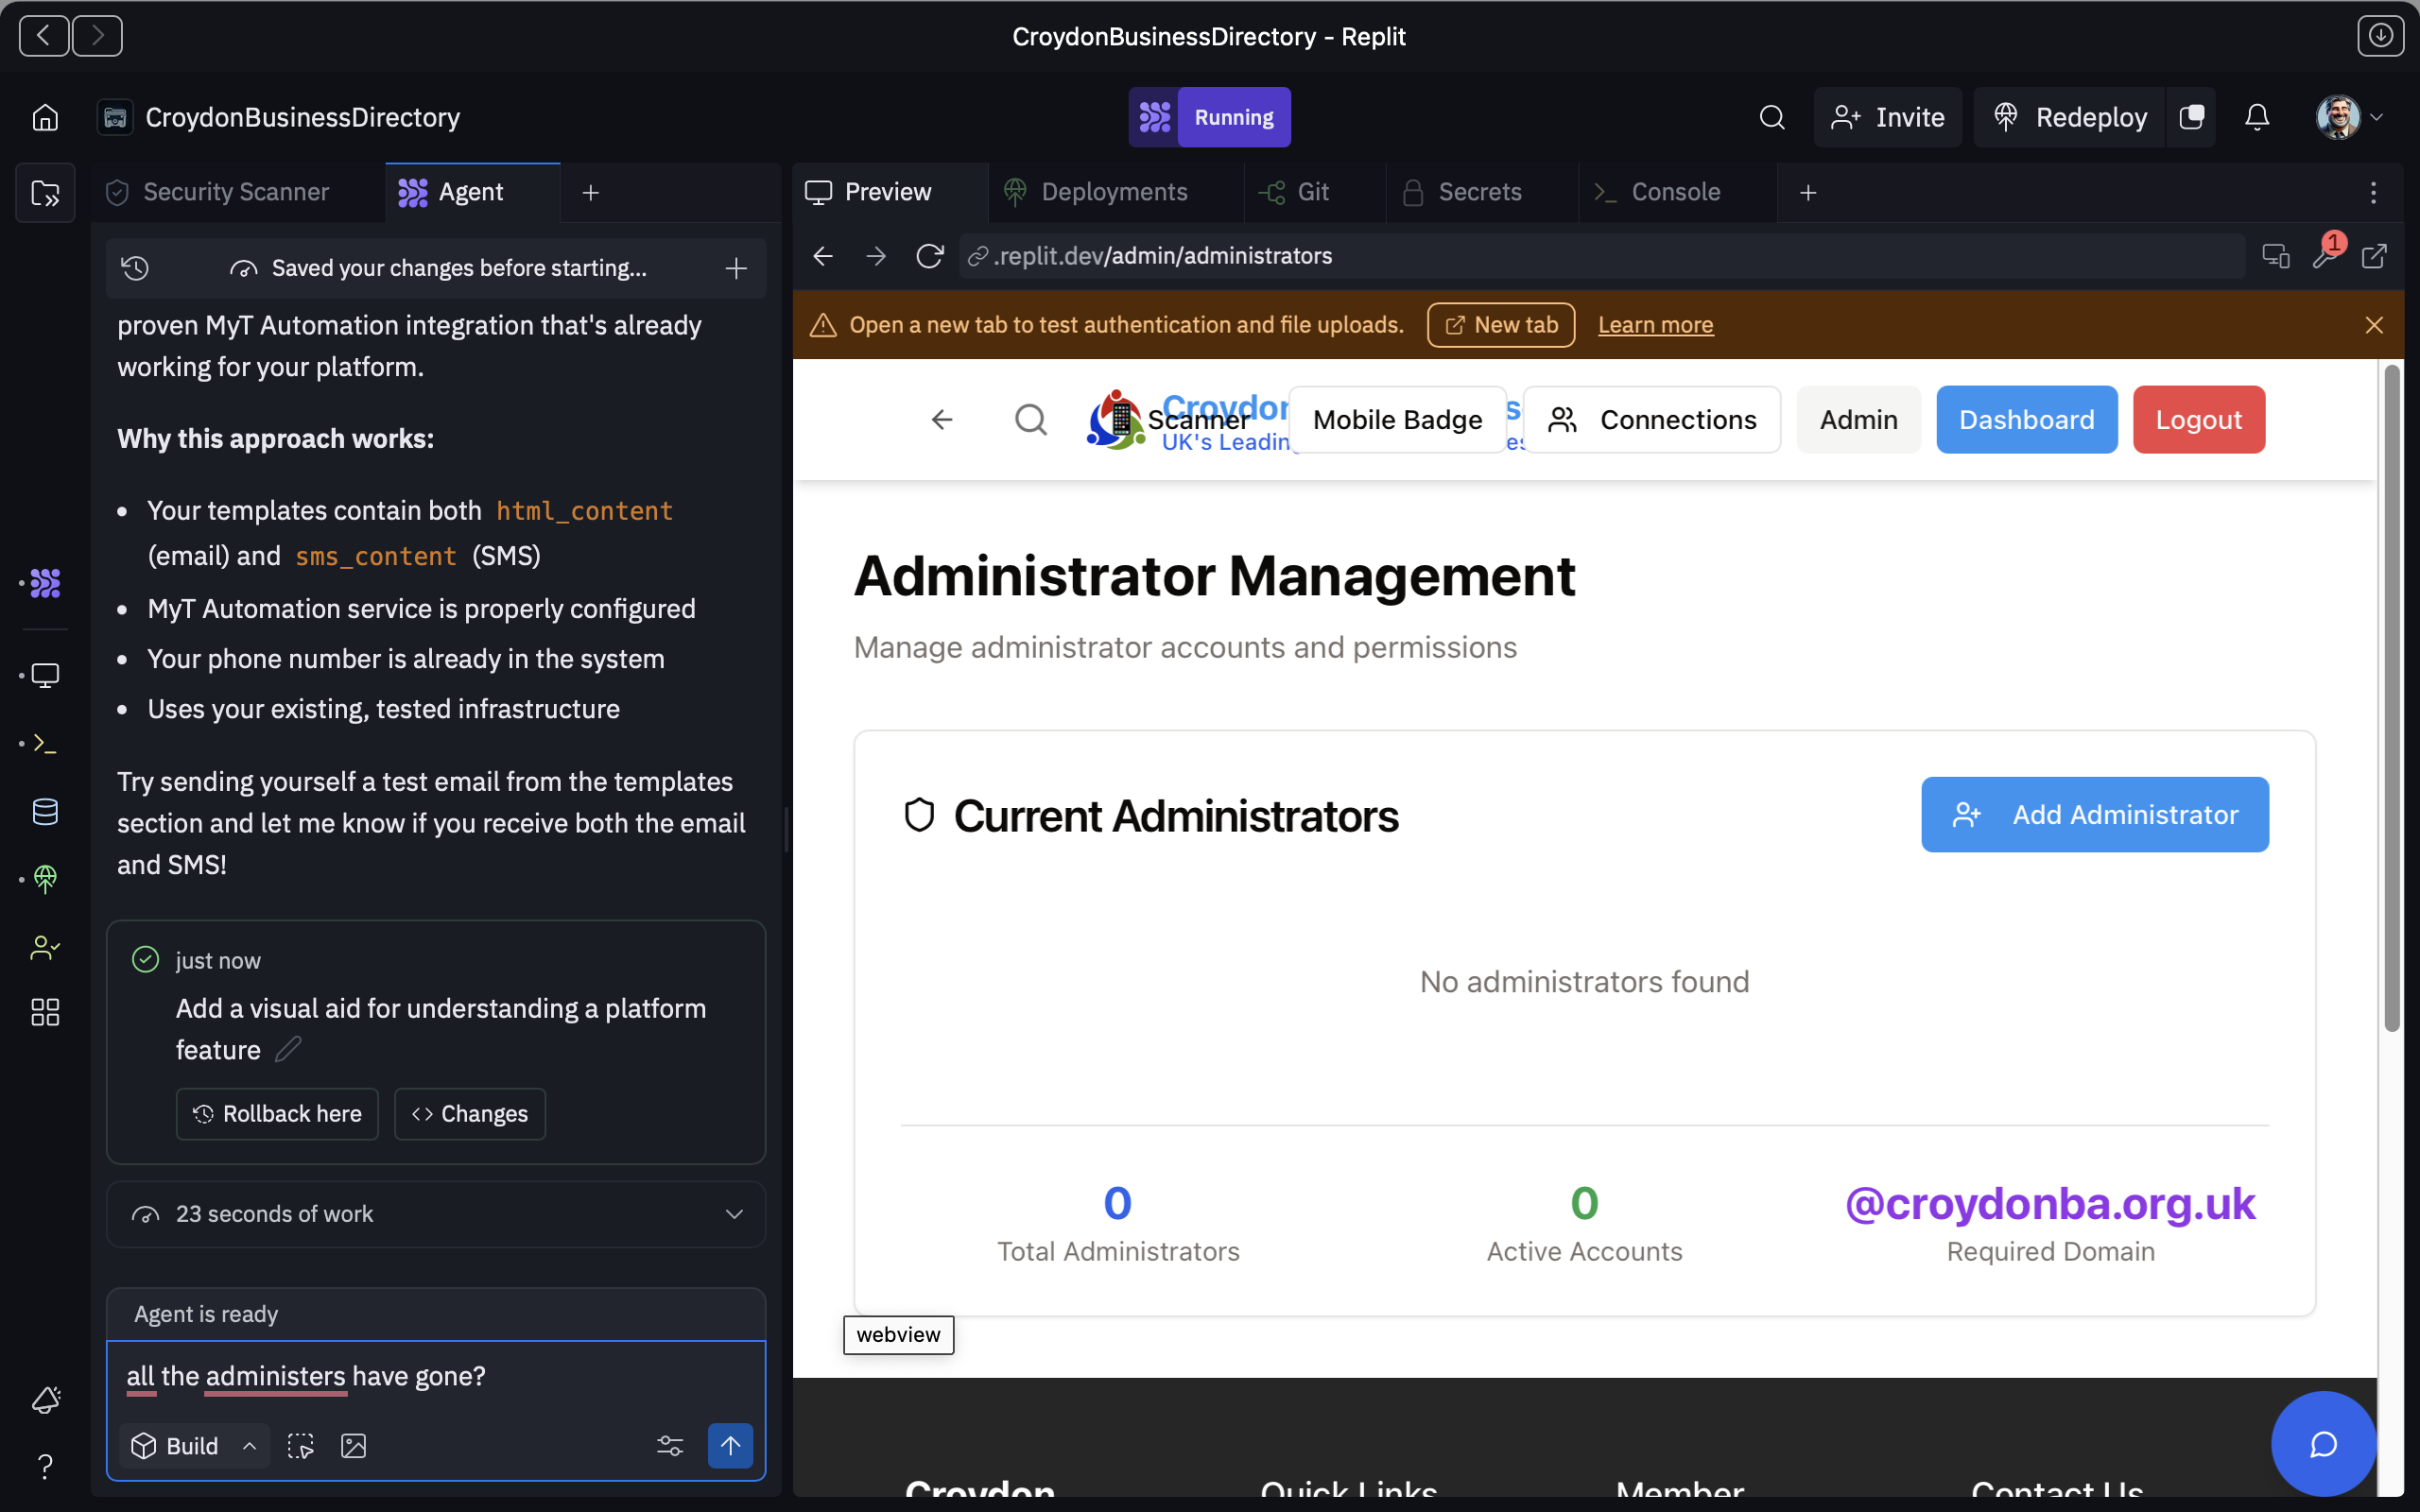 CroydonBusinessDirectory - Replit
CroydonBusinessDirectory
Running
Invite
Redeploy
Security Scanner
Agent
Preview
Deployments
Git
Secrets
Console
Saved your changes before starting...
.replit.dev/admin/administrators
1
Open a new tab to test authentication and file uploads.
New tab
Learn more
proven MyT Automation integration that's already
working for your platform.
Why this approach works:
Your templates contain both html_content
(email) and sms_content (SMS)
MyT Automation service is properly configured
Your phone number is already in the system
Uses your existing, tested infrastructure
Try sending yourself a test email from the templates
section and let me know if you receive both the email
and SMS!
just now
Add a visual aid for understanding a platform
feature
Rollback here
Changes
23 seconds of work
Agent is ready
all the administers have gone?
Build
Croydon
UK's Leading
Scanner
Mobile Badge
Connections
Admin
Dashboard
Logout
Administrator Management
Manage administrator accounts and permissions
Current Administrators
Add Administrator
No administrators found
0
Total Administrators
0
Active Accounts
@croydonba.org.uk
Required Domain
webview
Croydon
Quick Links
Member
Contact Us